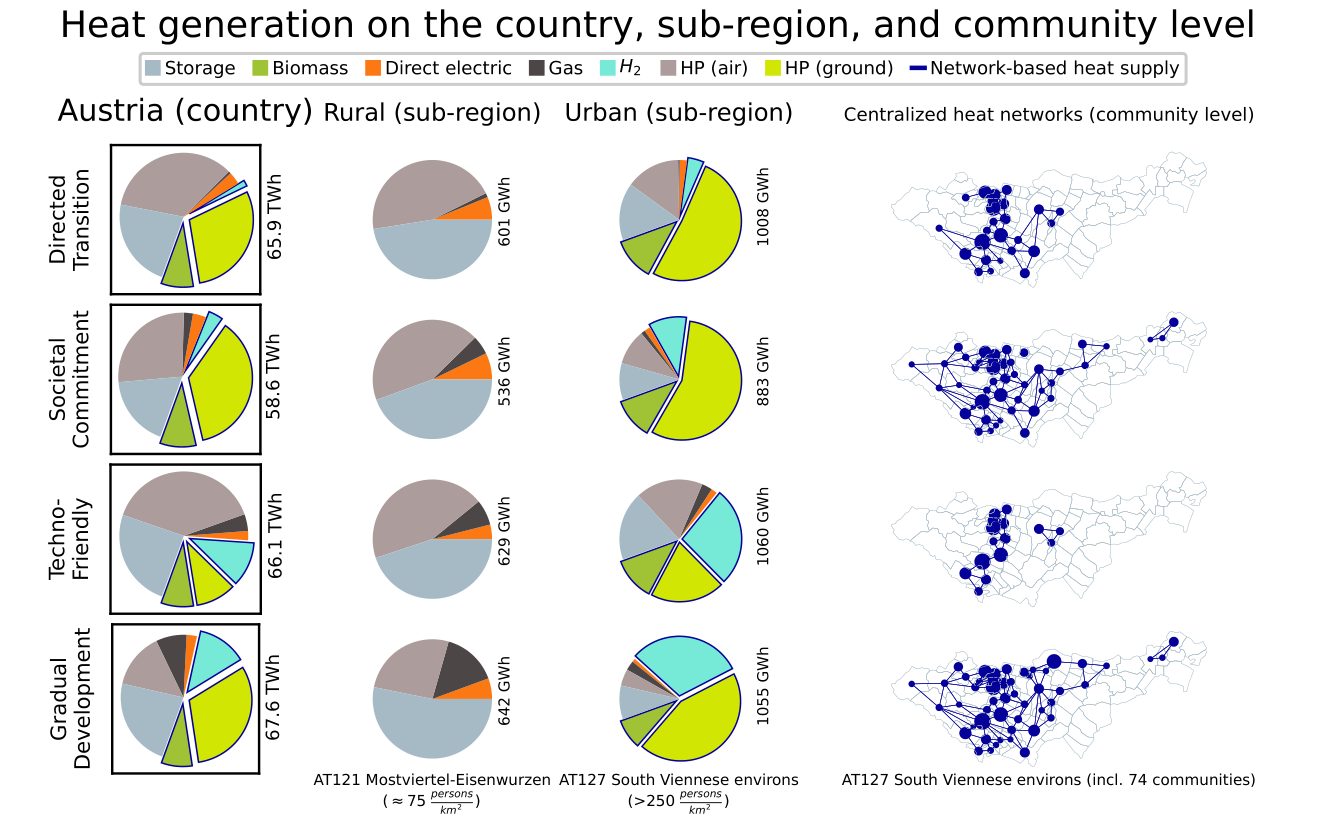 Heat generation on the country, sub-region, and community level
Storage Biomass Direct electric Gas H₂ HP (air) HP (ground) Network-based heat supply
Austria (country) Rural (sub-region) Urban (sub-region) Centralized heat networks (community level)
Directed
Transition
65.9 TWh
601 GWh
1008 GWh
Societal
Commitment
58.6 TWh
536 GWh
883 GWh
Techno-
Friendly
66.1 TWh
629 GWh
1060 GWh
Gradual
Development
67.6 TWh
642 GWh
1055 GWh
AT121 Mostviertel-Eisenwurzen AT127 South Viennese environs AT127 South Viennese environs (incl. 74 communities)
(≈75 persons/km²) (>250 persons/km²)